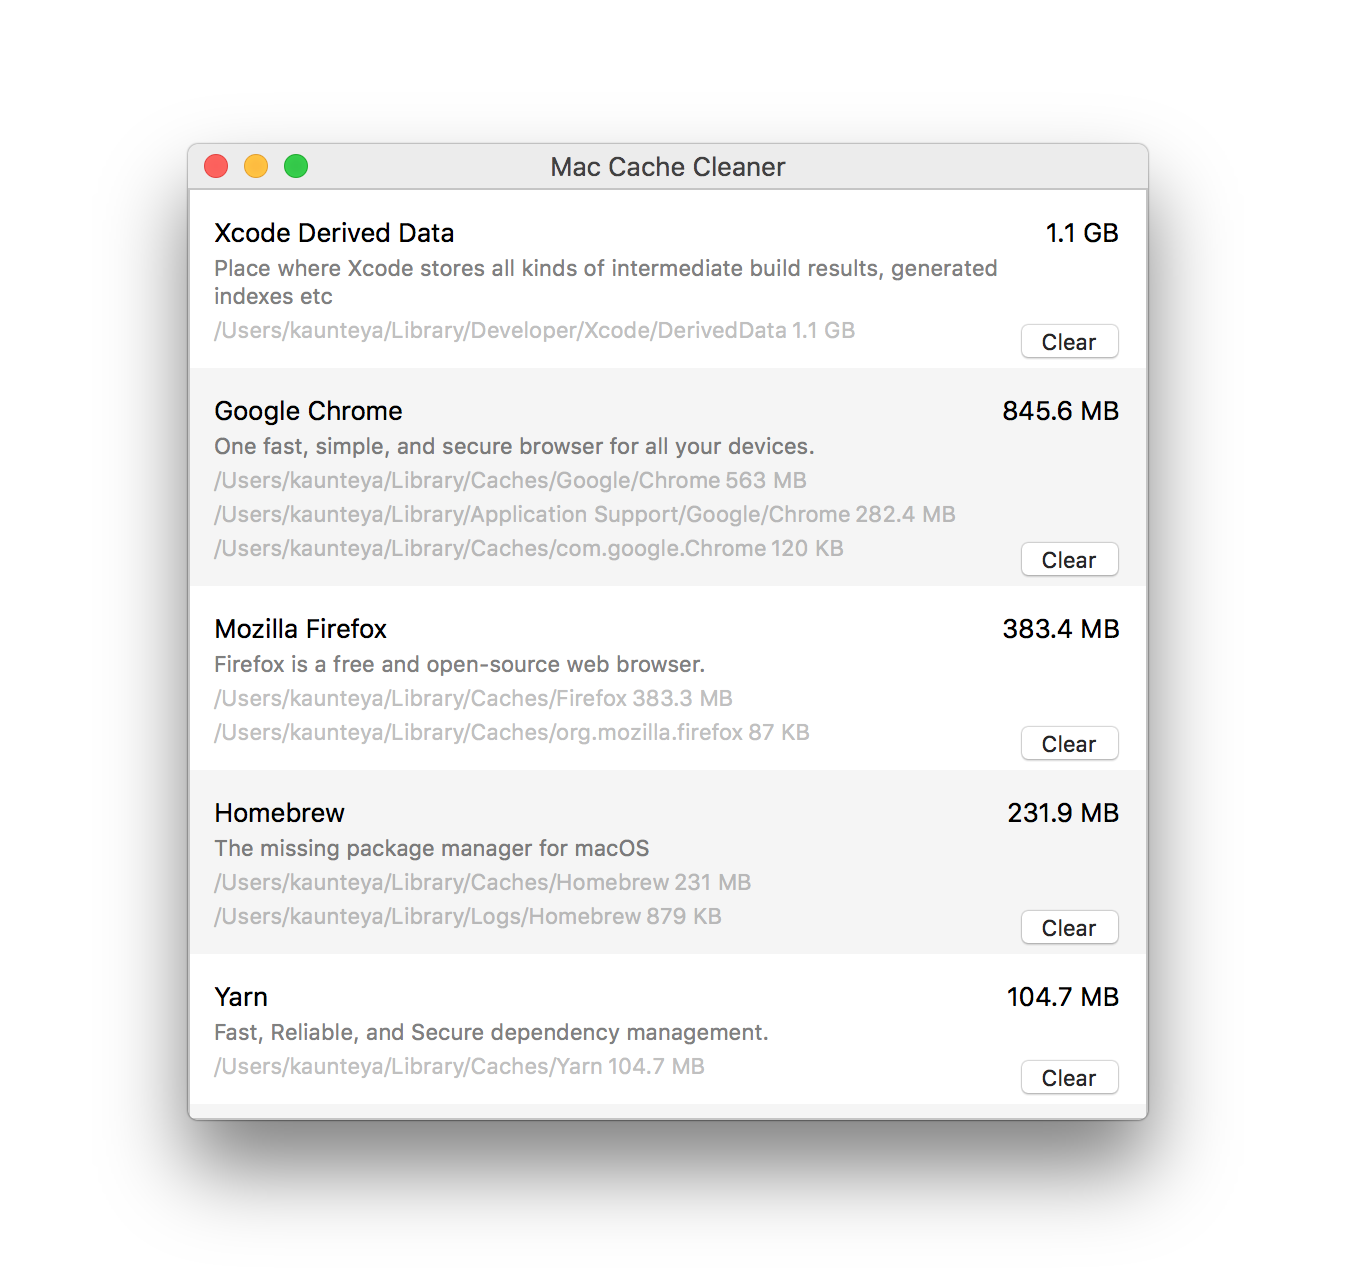 Mac Cache Cleaner
Xcode Derived Data 1.1 GB
Place where Xcode stores all kinds of intermediate build results, generated
indexes etc
/Users/kaunteya/Library/Developer/Xcode/DerivedData 1.1 GB
Clear
Google Chrome 845.6 MB
One fast, simple, and secure browser for all your devices.
/Users/kaunteya/Library/Caches/Google/Chrome 563 MB
/Users/kaunteya/Library/Application Support/Google/Chrome 282.4 MB
/Users/kaunteya/Library/Caches/com.google.Chrome 120 KB
Clear
Mozilla Firefox 383.4 MB
Firefox is a free and open-source web browser.
/Users/kaunteya/Library/Caches/Firefox 383.3 MB
/Users/kaunteya/Library/Caches/org.mozilla.firefox 87 KB
Clear
Homebrew 231.9 MB
The missing package manager for macOS
/Users/kaunteya/Library/Caches/Homebrew 231 MB
/Users/kaunteya/Library/Logs/Homebrew 879 KB
Clear
Yarn 104.7 MB
Fast, Reliable, and Secure dependency management.
/Users/kaunteya/Library/Caches/Yarn 104.7 MB
Clear